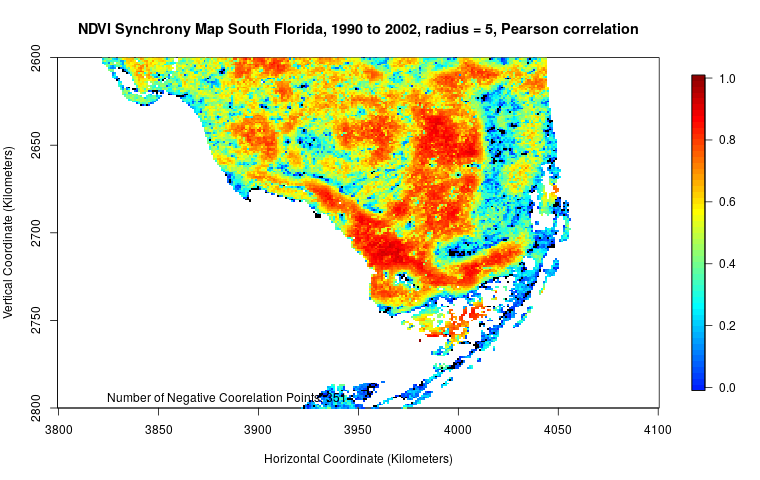 NDVI Synchrony Map South Florida, 1990 to 2002, radius = 5, Pearson correlation
2600
2650
2700
2750
2800
Vertical Coordinate (Kilometers)
Number of Negative Coorelation Points: 351
3800 3850 3900 3950 4000 4050 4100
Horizontal Coordinate (Kilometers)
1.0
0.8
0.6
0.4
0.2
0.0